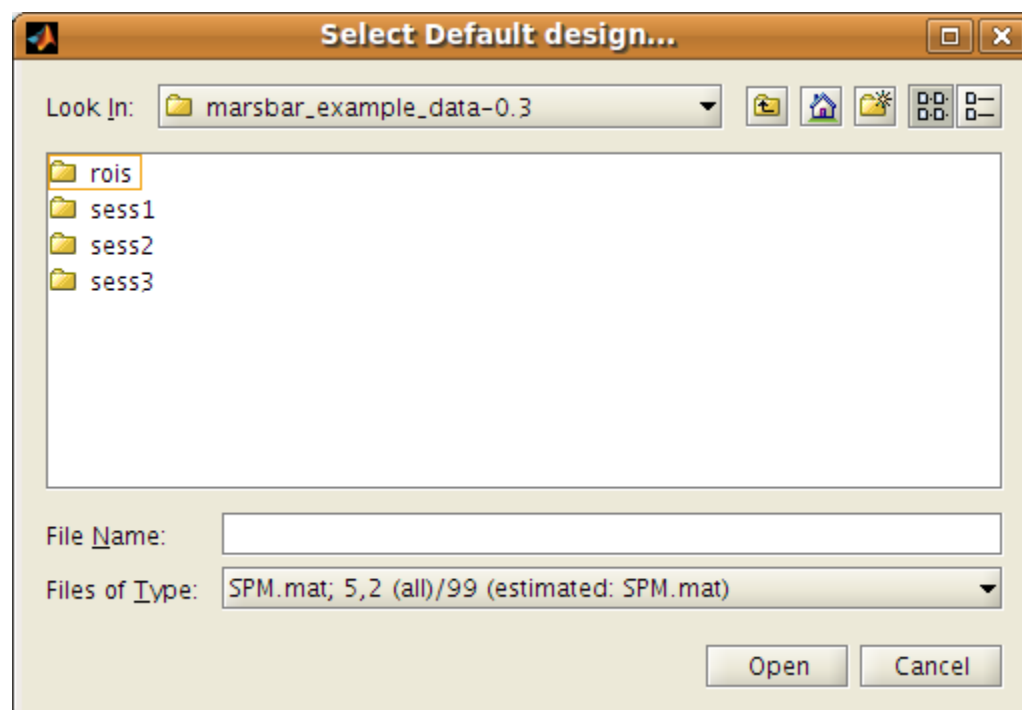 Select Default design...
Look In: marsbar_example_data-0.3
rois
sess1
sess2
sess3
File Name:
Files of Type: SPM.mat; 5,2 (all)/99 (estimated: SPM.mat)
Open Cancel